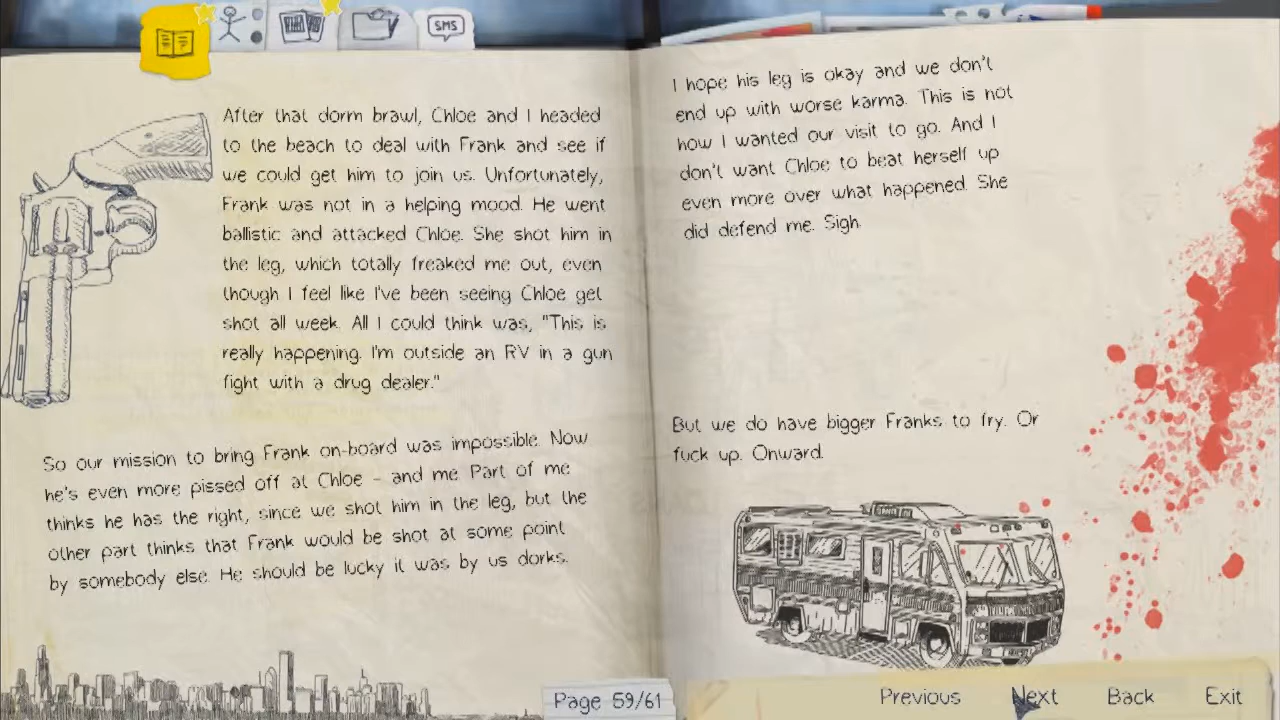 SMS
After that dorm brawl, Chloe and I headed
to the beach to deal with Frank and see if
we could get him to join us. Unfortunately,
Frank was not in a helping mood. He went
ballistic and attacked Chloe. She shot him in
the leg, which totally freaked me out, even
though I feel like I've been seeing Chloe get
shot all week. All I could think was, "This is
really happening. I'm outside an RV in a gun
fight with a drug dealer."
So our mission to bring Frank on-board was impossible. Now
he's even more pissed off at Chloe - and me. Part of me
thinks he has the right, since we shot him in the leg, but the
other part thinks that Frank would be shot at some point
by somebody else. He should be lucky it was by us dorks.
I hope his leg is okay and we don't
end up with worse karma. This is not
how I wanted our visit to go. And I
don't want Chloe to beat herself up
even more over what happened. She
did defend me. Sigh.
But we do have bigger Franks to fry. Or
fuck up. Onward.
Page 59/61
Previous Next Back Exit